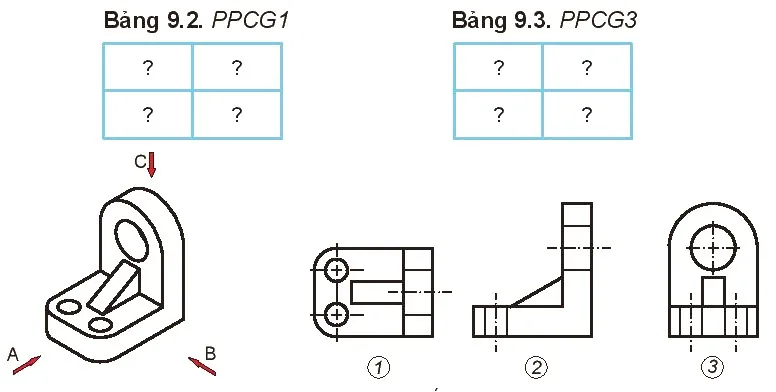 Bảng 9.2. PPCG1
Bảng 9.3. PPCG3
? ? ? ?
? ? ? ?
C
A
B
1
2
3